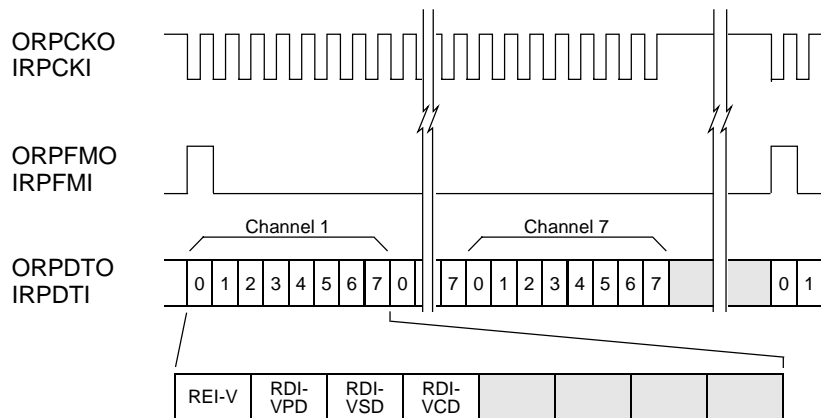 ORPCKO
IRPCKI
ORPFMO
IRPFMI
Channel 1
Channel 7
ORPDTO
IRPDTI
0 1 2 3 4 5 6 7 0 7 0 1 2 3 4 5 6 7 0 1
REI-V
RDI-
VPD
RDI-
VSD
RDI-
VCD